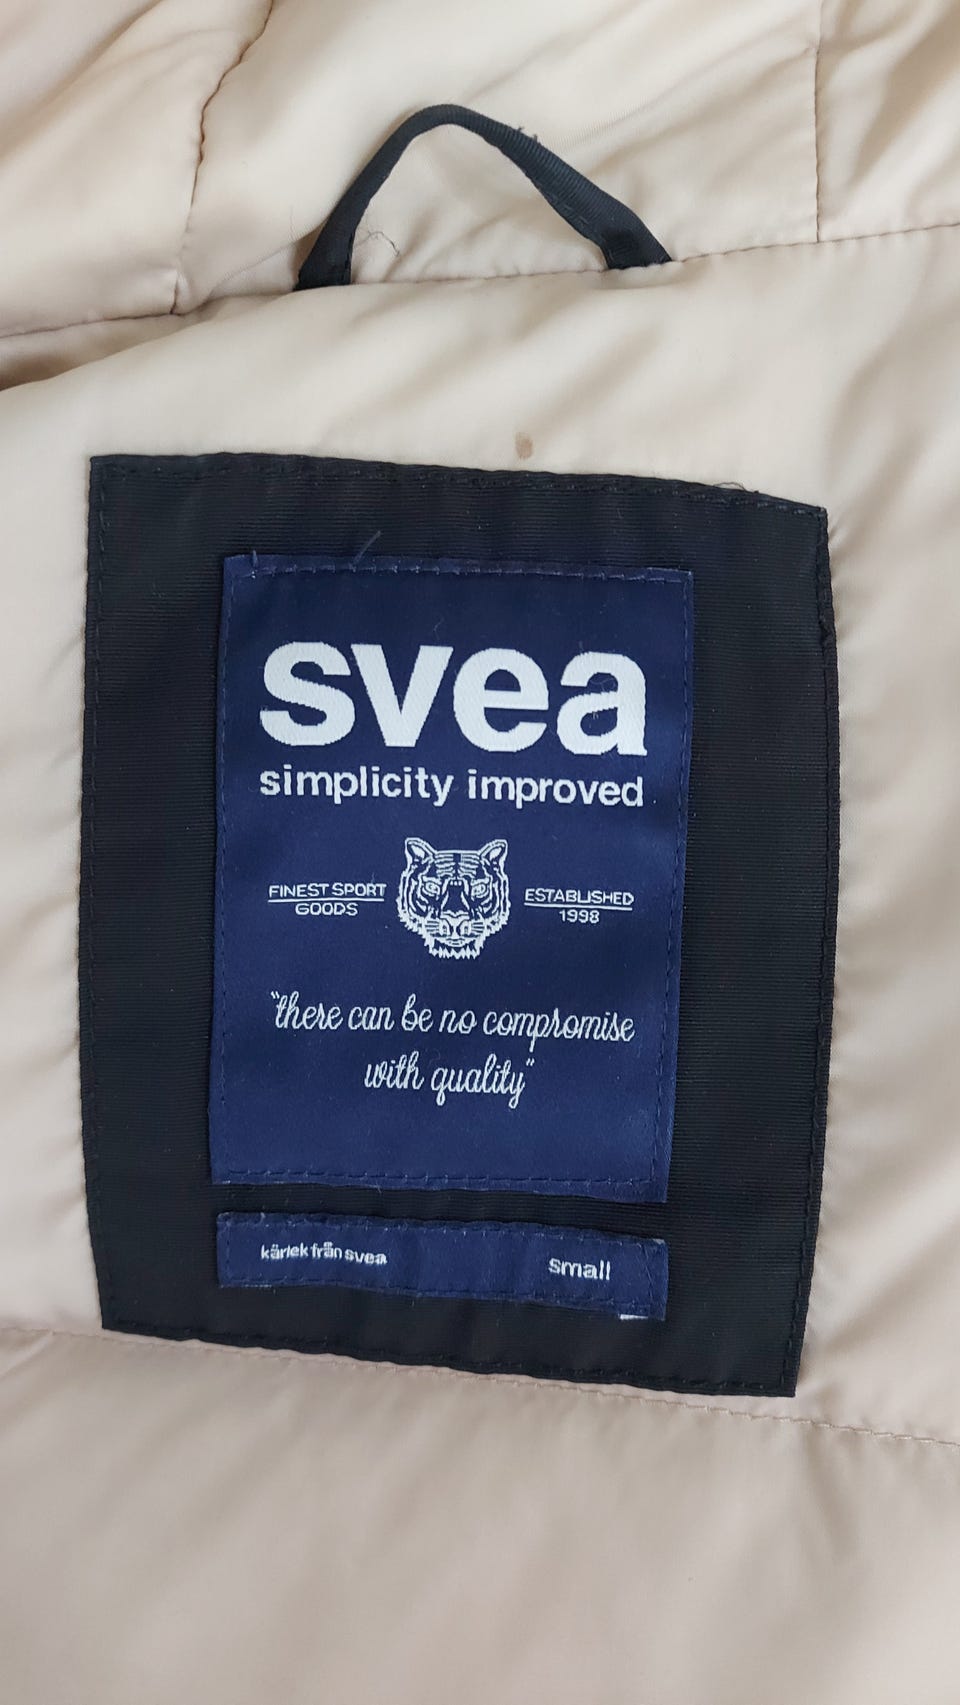 svea
simplicity improved
FINEST SPORT
GOODS
ESTABLISHED
1998
"there can be no compromise
with quality"
kärlek från svea
small